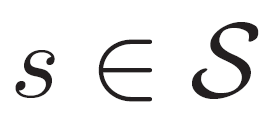 s ∈ 𝒮